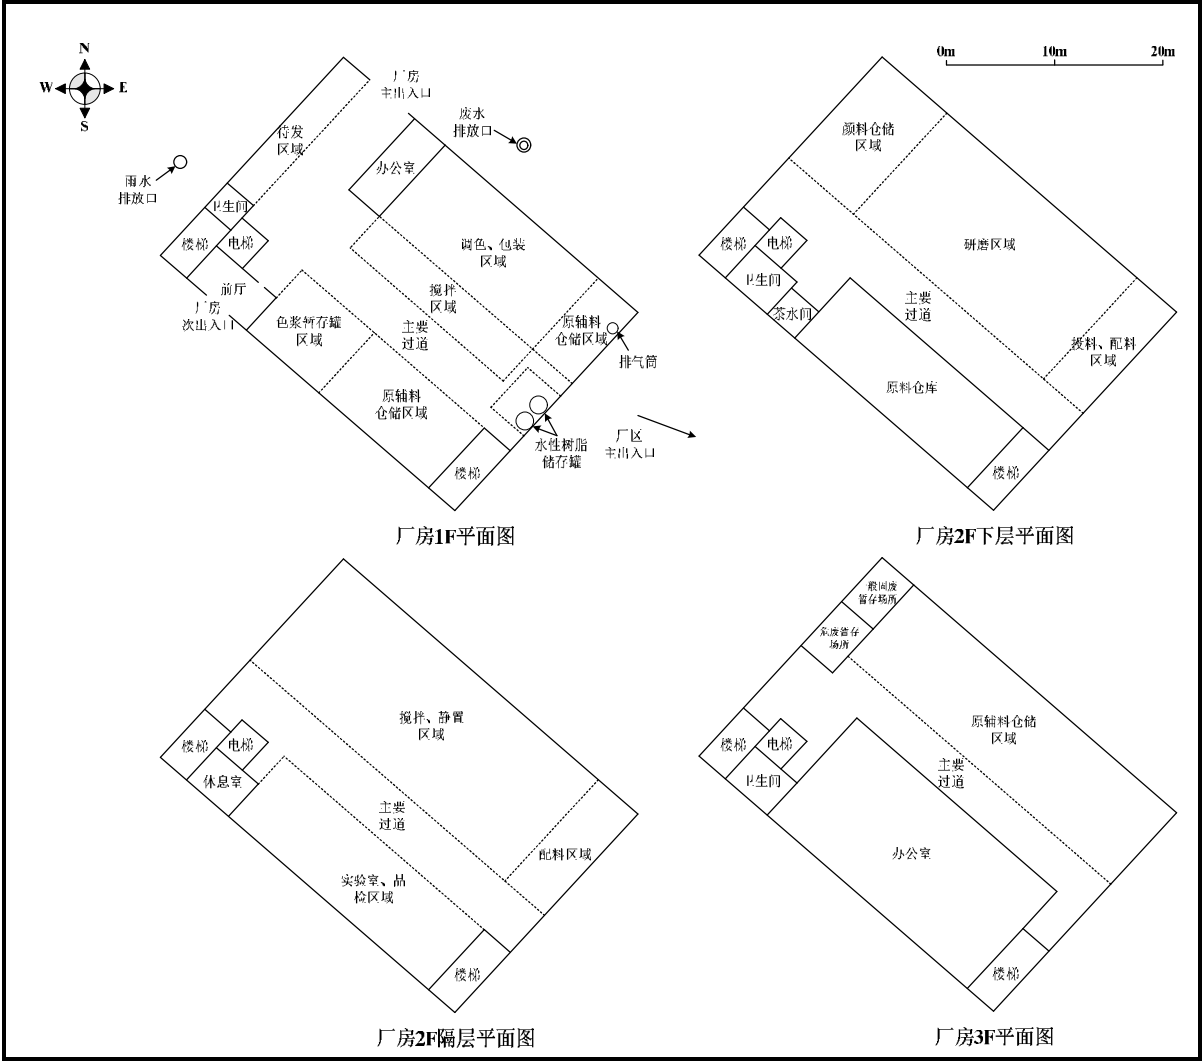 N
W
E
S
0m
10m
20m
厂房
主出入口
废水
排放口
待发
区域
办公室
雨水
排放口
卫生间
楼梯
电梯
调色、包装
区域
前厅
厂房
次出入口
搅拌
区域
色浆暂存罐
区域
主要
过道
原辅料
仓储区域
排气筒
原辅料
仓储区域
水性树脂
储存罐
厂区
主出入口
楼梯
厂房1F平面图
颜料仓储
区域
研磨区域
楼梯
电梯
卫生间
茶水间
主要
过道
投料、配料
区域
原料仓库
楼梯
厂房2F下层平面图
搅拌、静置
区域
楼梯
电梯
休息室
主要
过道
配料区域
实验室、品
检区域
楼梯
厂房2F隔层平面图
一般固废
暂存场所
危废暂存
场所
原辅料仓储
区域
楼梯
电梯
卫生间
主要
过道
办公室
楼梯
厂房3F平面图